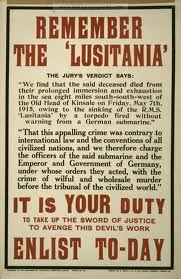 REMEMBER
THE 'LUSITANIA'
THE JURY'S VERDICT SAYS:
"We find that the said deceased died from
their prolonged immersion and exhaustion
in the sea eight miles south-south-west of
the Old Head of Kinsale on Friday, May 7th,
1915, owing to the sinking of the R.M.S.
'Lusitania' by a torpedo fired without
warning from a German submarine."
"That this appalling crime was contrary to
international law and the conventions of all
civilized nations, and we therefore charge
the officers of the said submarine and the
Emperor and Government of Germany,
under whose orders they acted, with the
crime of wilful and wholesale murder
before the tribunal of the civilized world."
IT IS YOUR DUTY
TO TAKE UP THE SWORD OF JUSTICE
TO AVENGE THIS DEVIL'S WORK
ENLIST TO-DAY